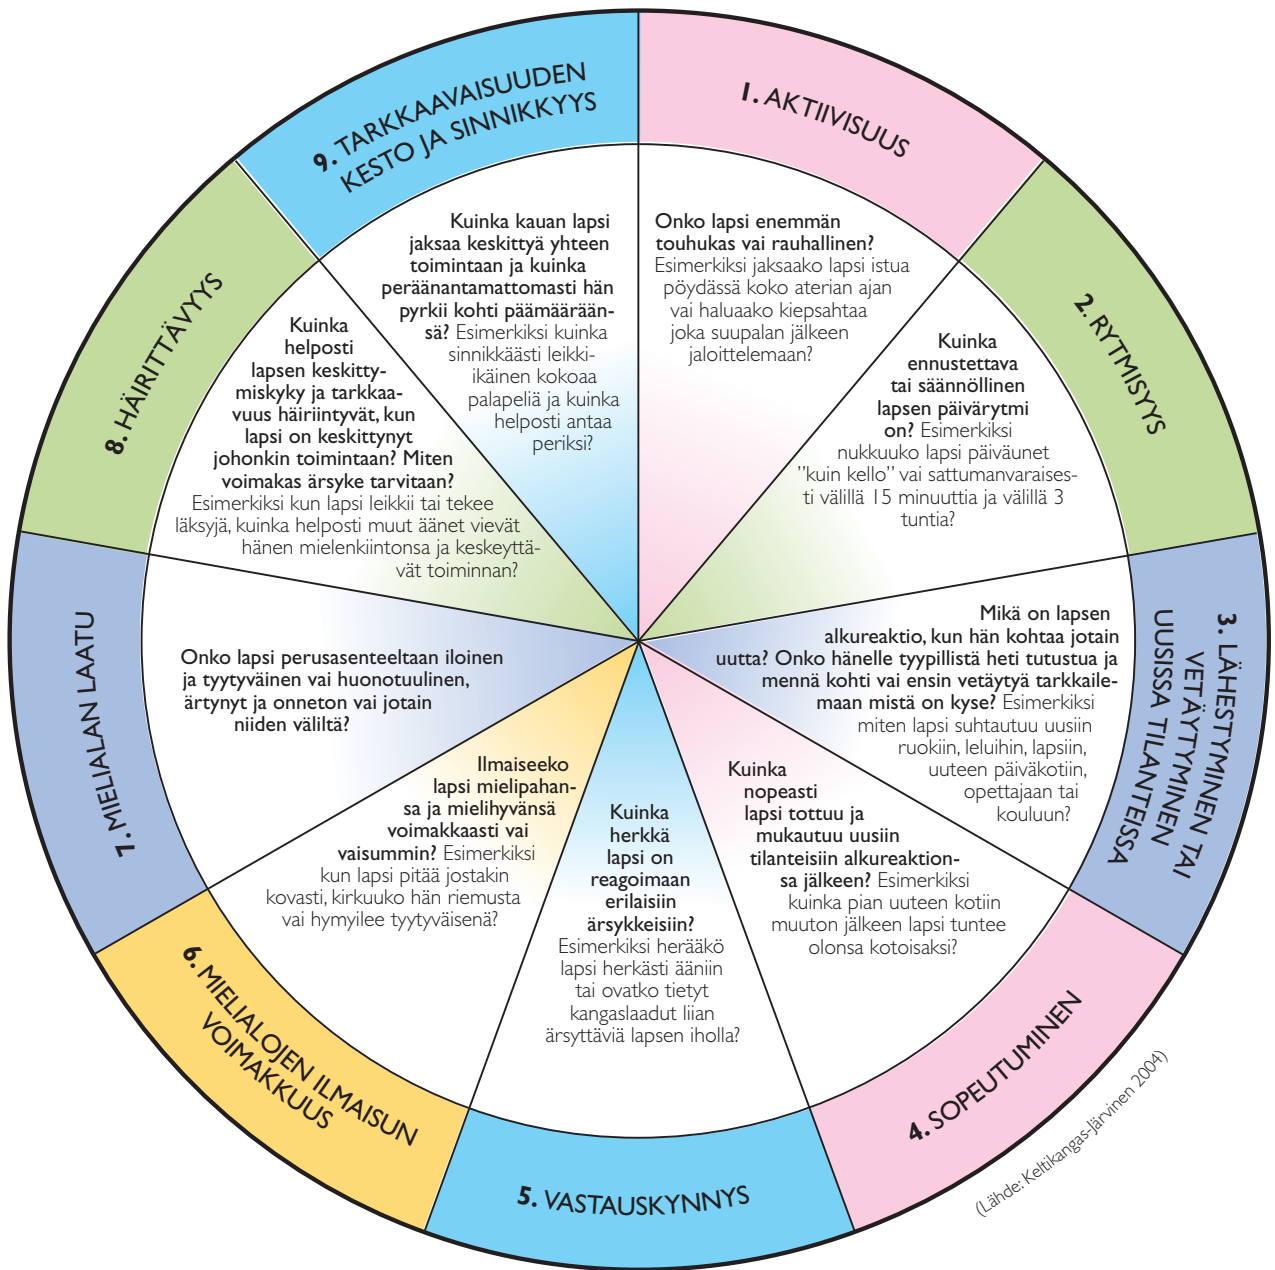 1. AKTIIVISUUS
Onko lapsi enemmän
touhukas vai rauhallinen?
Esimerkiksi jaksaako lapsi istua
pöydässä koko aterian ajan
vai haluaako kiepsahtaa
joka suupalan jälkeen
jaloittelemaan?
2. RYTMISYYS
Kuinka
ennustettava
tai säännöllinen
lapsen päivärytmi
on? Esimerkiksi
nukkuuko lapsi päiväunet
”kuin kello” vai sattumanvaraises-
ti välillä 15 minuuttia ja välillä 3
tuntia?
3. LÄHESTYMINEN TAI
VETÄYTYMINEN
UUSISSA TILANTEISSA
Mikä on lapsen
alkureaktio, kun hän kohtaa jotain
uutta? Onko hänelle tyypillistä heti tutustua ja
mennä kohti vai ensin vetäytyä tarkkaile-
maan mistä on kyse? Esimerkiksi
miten lapsi suhtautuu uusiin
ruokiin, leluihin, lapsiin,
uuteen päiväkotiin,
opettajaan tai
kouluun?
4. SOPEUTUMINEN
Kuinka
nopeasti
lapsi tottuu ja
mukautuu uusiin
tilanteisiin alkureaktion-
sa jälkeen? Esimerkiksi
kuinka pian uuteen kotiin
muuton jälkeen lapsi tuntee
olonsa kotoisaksi?
5. VASTAUSKYNNYS
Kuinka
herkkä
lapsi on
reagoimaan
erilaisiin
ärsykkeisiin?
Esimerkiksi herääkö
lapsi herkästi ääniin
tai ovatko tietyt
kangaslaadut liian
ärsyttäviä lapsen iholla?
6. MIELIALOJEN ILMAISUN
VOIMAKKUUS
Ilmaiseeko
lapsi mielipahan-
sa ja mielihyvänsä
voimakkaasti vai
vaisummin? Esimerkiksi
kun lapsi pitää jostakin
kovasti, kirkuuko hän riemusta
vai hymyilee tyytyväisenä?
7. MIELIALAN LAATU
Onko lapsi perusasenteeltaan iloinen
ja tyytyväinen vai huonotuulinen,
ärtynyt ja onneton vai jotain
niiden väliltä?
8. HÄIRITTÄVYYS
Kuinka
helposti
lapsen keskitty-
miskyky ja tarkkaa-
vuus häiriintyvät, kun
lapsi on keskittynyt
johonkin toimintaan? Miten
voimakas ärsyke tarvitaan?
Esimerkiksi kun lapsi leikkii tai tekee
läksyjä, kuinka helposti muut äänet vievät
hänen mielenkiintonsa ja keskeyttä-
vät toiminnan?
9. TARKKAAVAISUUDEN
KESTO JA SINNIKKYYS
Kuinka kauan lapsi
jaksaa keskittyä yhteen
toimintaan ja kuinka
peräänantamattomasti hän
pyrkii kohti päämäärään-
sä? Esimerkiksi kuinka
sinnikkäästi leikki-
ikäinen kokoaa
palapeliä ja kuinka
helposti antaa
periksi?
(Lähde: Keltikangas-Järvinen 2004)